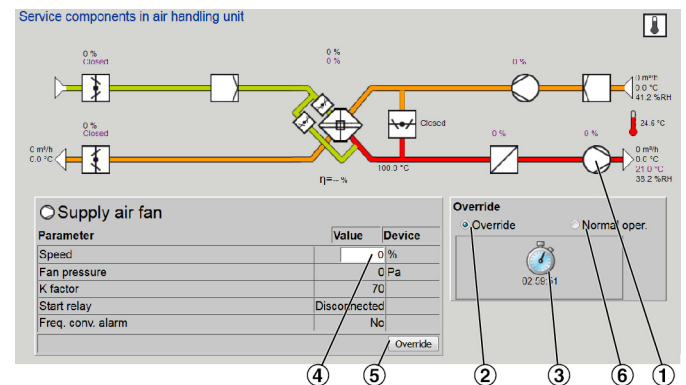 Service components in air handling unit
0 %
Closed
0 %
0 %
0 %
0 m³/h
0.0 °C
41.2 %RH
Closed
24.6 °C
0 %
Closed
0 m³/h
0.0 °C
0 %
0 %
0 m³/h
0.0 °C
21.0 °C
38.2 %RH
100.0 °C
η=-- %
Supply air fan
Parameter Value Device
Speed 0 %
Fan pressure 0 Pa
K factor 70
Start relay Disconnected
Freq. conv. alarm No
Override
Override
Override Normal oper.
02:59:51
4 5 2 3 6 1